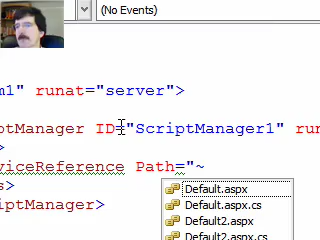 (No Events)
m1" runat="server">
ptManager ID="ScriptManager1" run
>
viceReference Path="~
s>
iptManager>
Default.aspx
Default.aspx.cs
Default2.aspx
Default2.aspx.cs